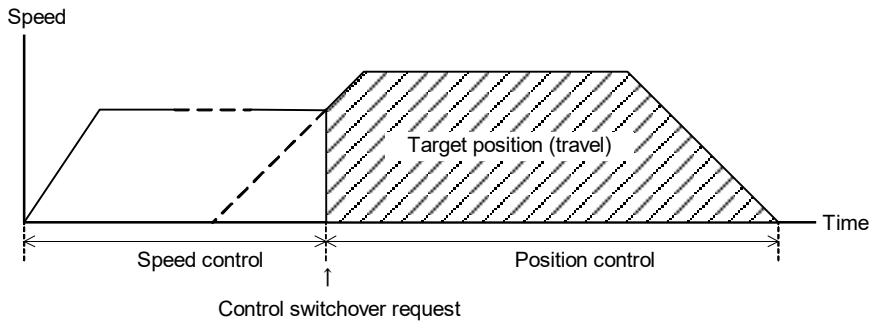 Speed
Target position (travel)
Time
Speed control
Position control
↑
Control switchover request